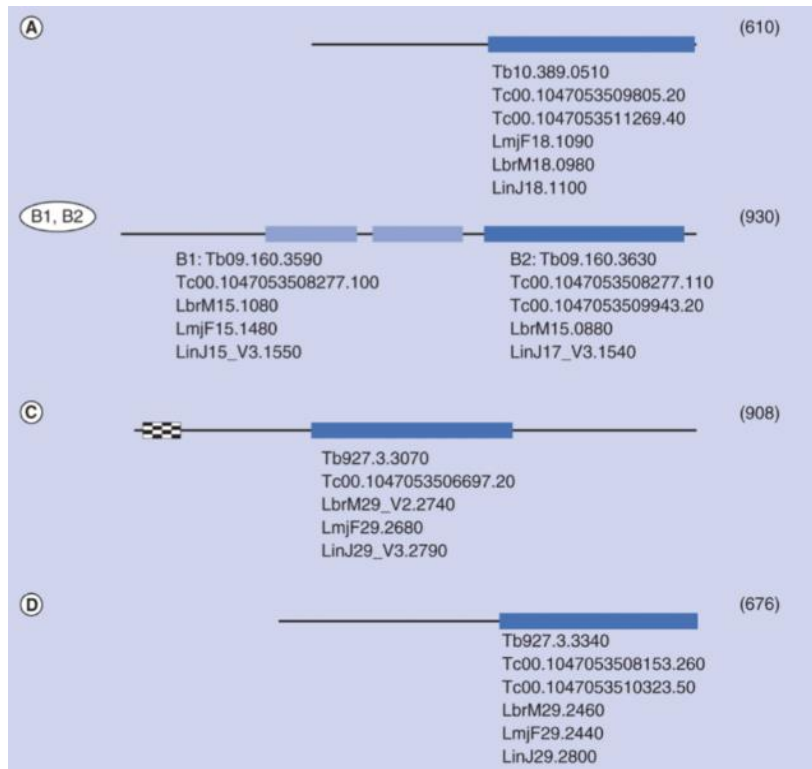 A (610)
Tb10.389.0510
Tc00.1047053509805.20
Tc00.1047053511269.40
LmjF18.1090
LbrM18.0980
LinJ18.1100
B1, B2 (930)
B1: Tb09.160.3590
Tc00.1047053508277.100
LbrM15.1080
LmjF15.1480
LinJ15_V3.1550
B2: Tb09.160.3630
Tc00.1047053508277.110
Tc00.1047053509943.20
LbrM15.0880
LinJ17_V3.1540
C (908)
Tb927.3.3070
Tc00.1047053506697.20
LbrM29_V2.2740
LmjF29.2680
LinJ29_V3.2790
D (676)
Tb927.3.3340
Tc00.1047053508153.260
Tc00.1047053510323.50
LbrM29.2460
LmjF29.2440
LinJ29.2800